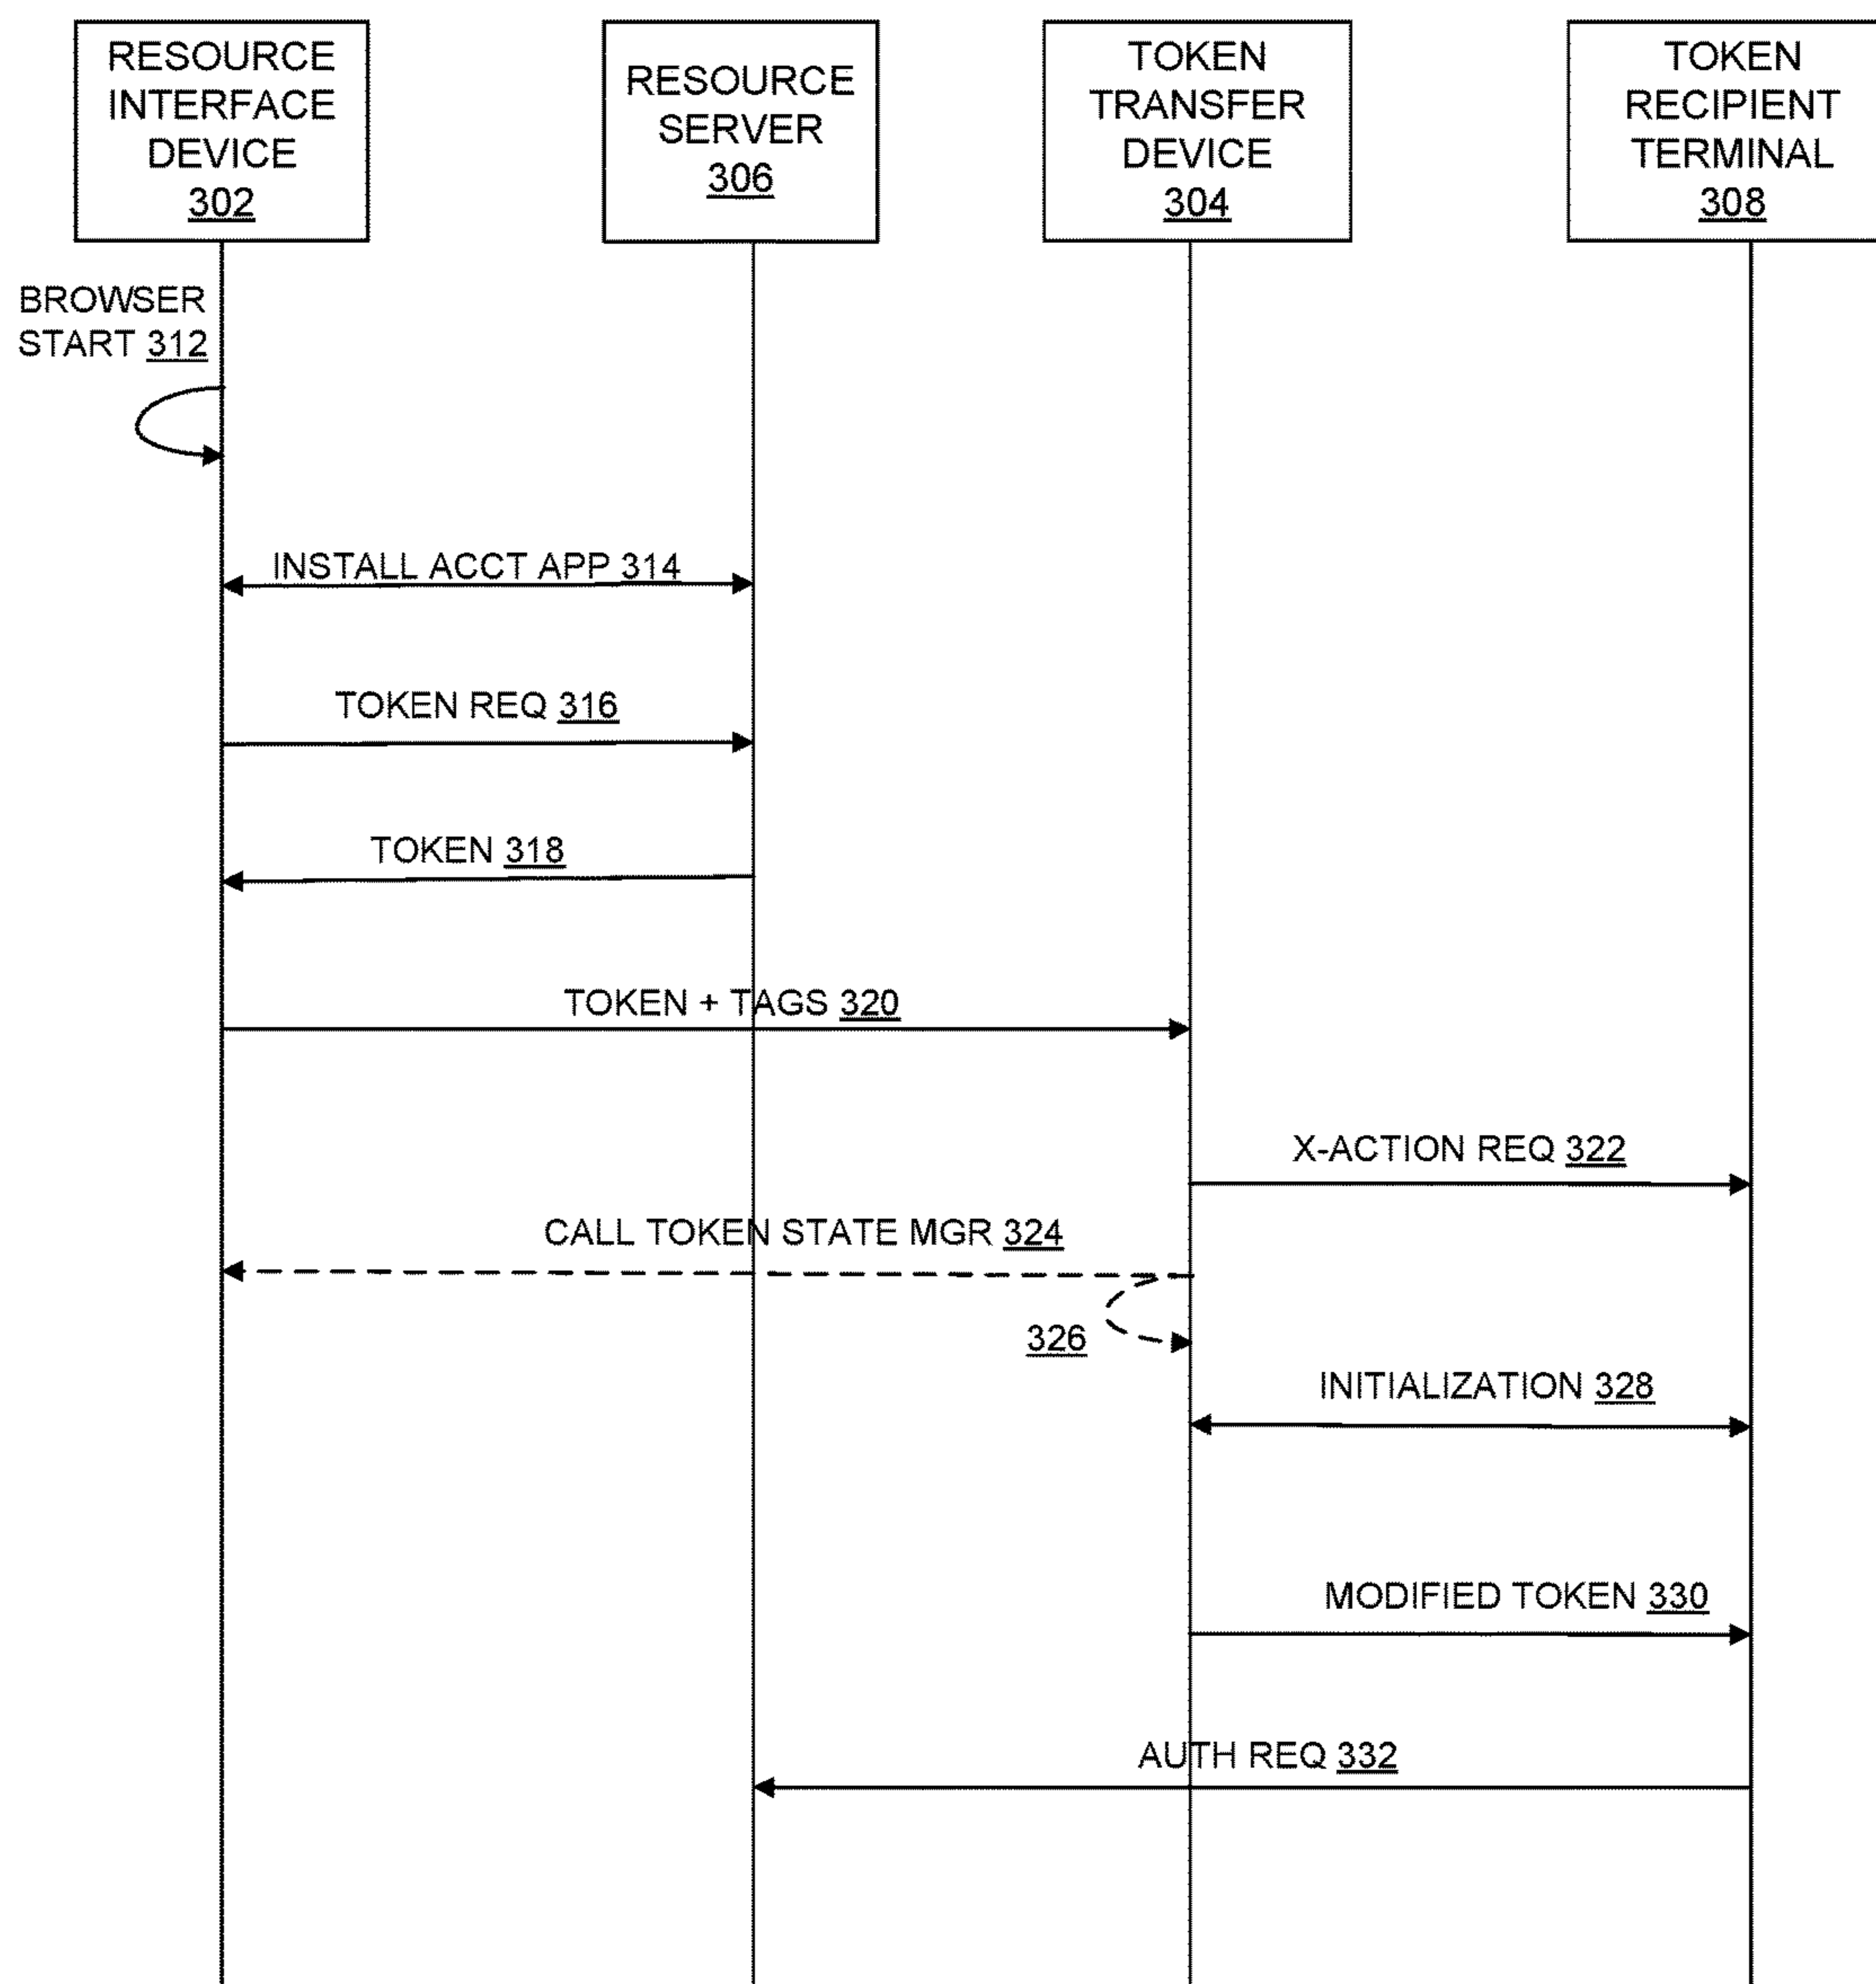 RESOURCE
INTERFACE
DEVICE
302
RESOURCE
SERVER
306
TOKEN
TRANSFER
DEVICE
304
TOKEN
RECIPIENT
TERMINAL
308
BROWSER
START 312
INSTALL ACCT APP 314
TOKEN REQ 316
TOKEN 318
TOKEN + TAGS 320
X-ACTION REQ 322
CALL TOKEN STATE MGR 324
326
INITIALIZATION 328
MODIFIED TOKEN 330
AUTH REQ 332